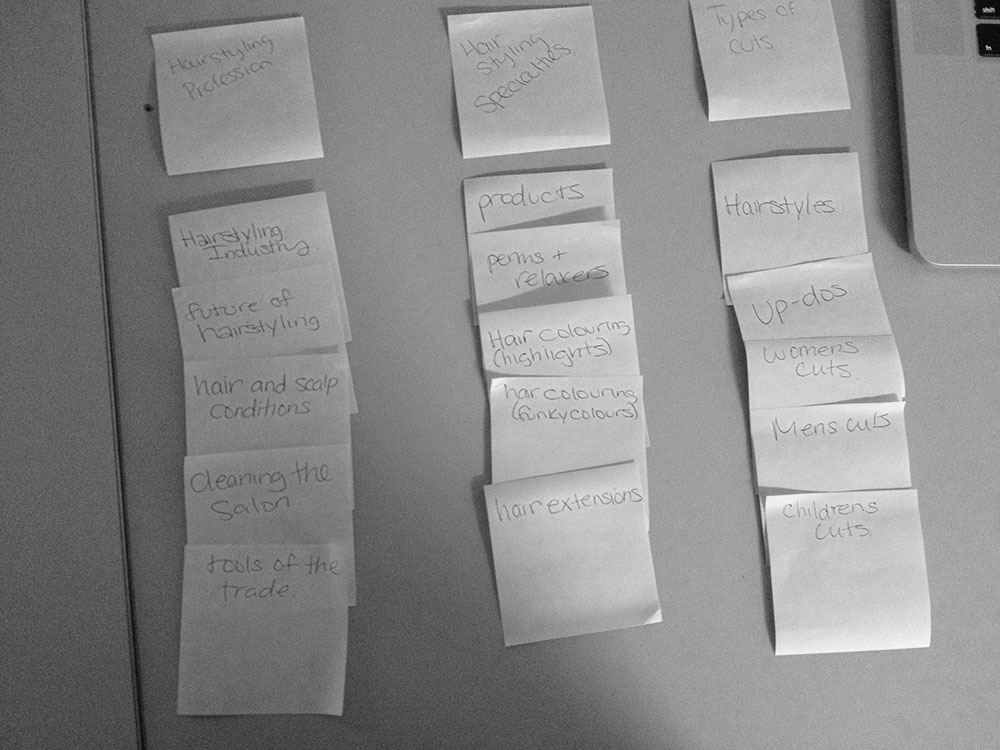 Hairstyling
Profession
Hairstyling
Industry.
future of
hairstyling
hair and scalp
conditions
Cleaning the
Salon
tools of the
trade.
Hair
Styling
Specialties
products
perms +
relaxers
Hair colouring
(highlights)
har colouring
(funky colours)
hair extensions
Types of
cuts
Hairstyles
Up-dos.
womens
cuts
Mens cuts
Childrens
cuts
shift
fn